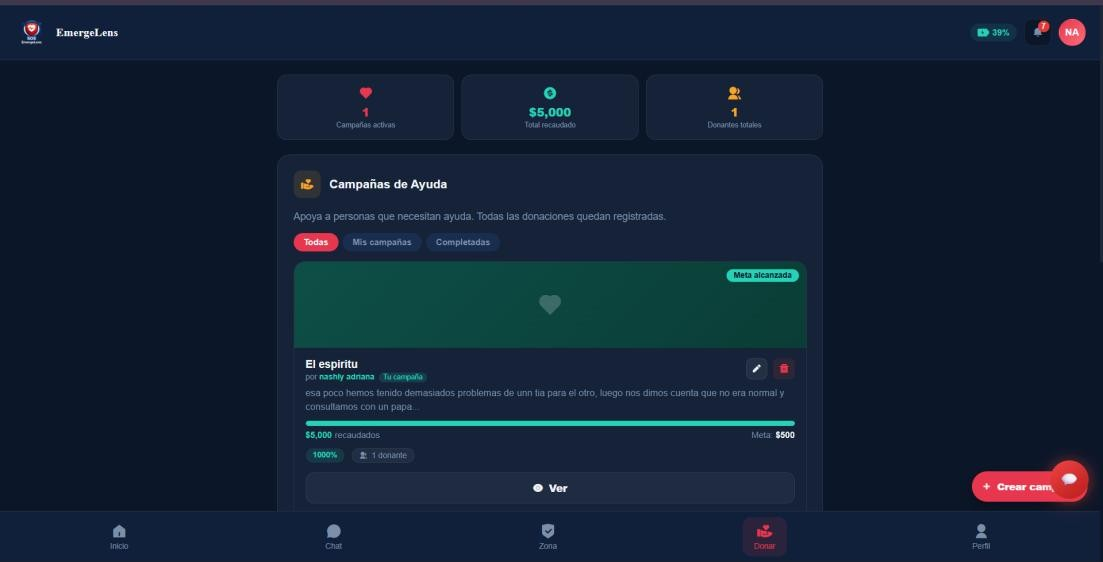 EmergeLens
39%
7
NA
1
Campañas activas
$5,000
Total recaudado
1
Donantes totales
Campañas de Ayuda
Apoya a personas que necesitan ayuda. Todas las donaciones quedan registradas.
Todas
Mis campañas
Completadas
Meta alcanzada
El espiritu
por nashly adriana Tu campaña
esa poco hemos tenido demasiados problemas de unn tia para el otro, luego nos dimos cuenta que no era normal y
consultamos con un papa...
$5,000 recaudados
Meta: $500
1000%
1 donante
Ver
+ Crear cam
Inicio
Chat
Zona
Donar
Perfil